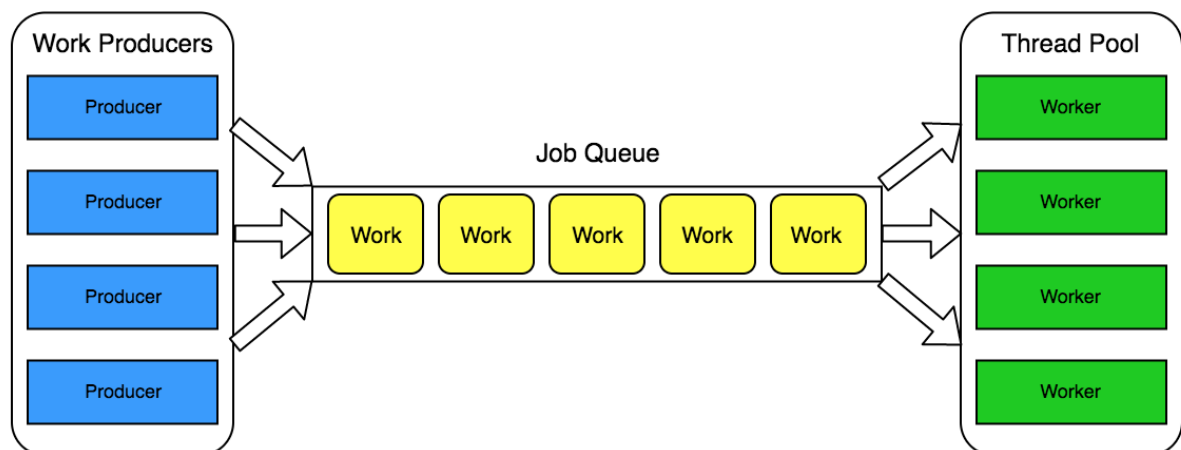 Work Producers
Producer
Producer
Producer
Producer
Job Queue
Work Work Work Work Work
Thread Pool
Worker
Worker
Worker
Worker